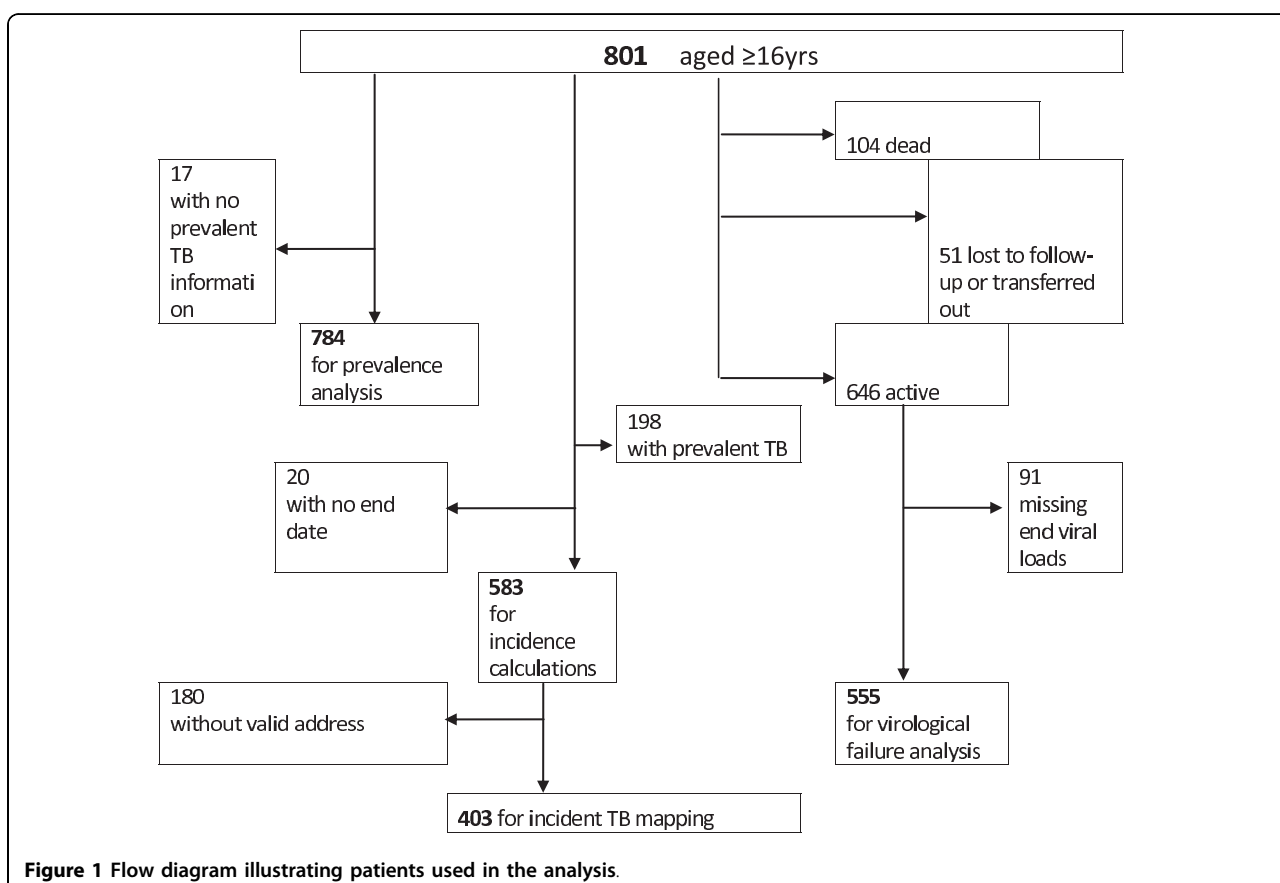 801 aged ≥16yrs
104 dead
17
with no
prevalent
TB
informati
on
51 lost to follow-
up or transferred
out
784
for prevalence
analysis
646 active
198
with prevalent TB
20
with no end
date
91
missing
end viral
loads
583
for
incidence
calculations
180
without valid address
555
for virological
failure analysis
403 for incident TB mapping
Figure 1 Flow diagram illustrating patients used in the analysis.